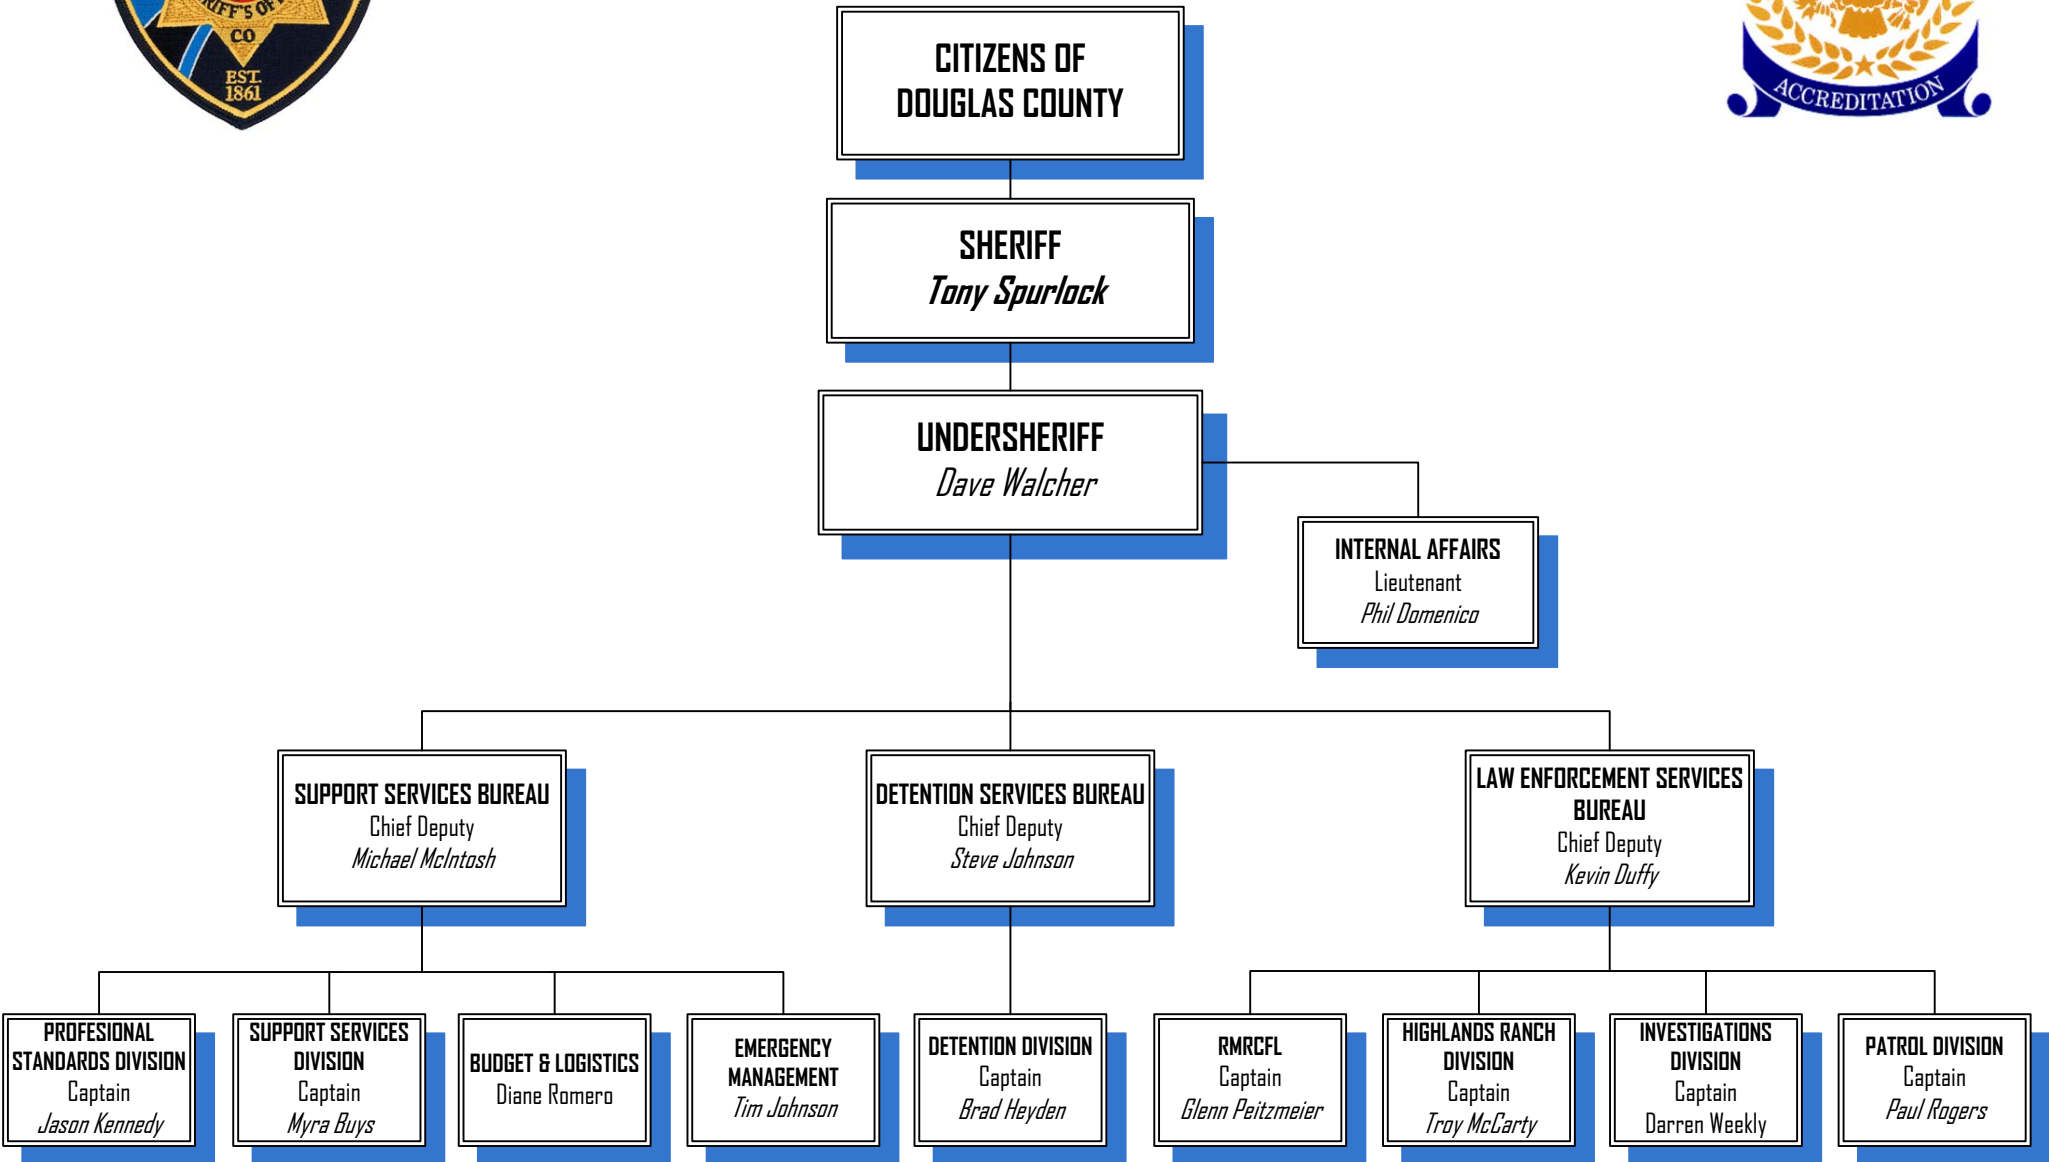 CO
EST.
1861
ACCREDITATION
CITIZENS OF
DOUGLAS COUNTY
SHERIFF
Tony Spurlock
UNDERSHERIFF
Dave Walcher
INTERNAL AFFAIRS
Lieutenant
Phil Domenico
SUPPORT SERVICES BUREAU
Chief Deputy
Michael McIntosh
DETENTION SERVICES BUREAU
Chief Deputy
Steve Johnson
LAW ENFORCEMENT SERVICES
BUREAU
Chief Deputy
Kevin Duffy
PROFESIONAL
STANDARDS DIVISION
Captain
Jason Kennedy
SUPPORT SERVICES
DIVISION
Captain
Myra Buys
BUDGET & LOGISTICS
Diane Romero
EMERGENCY
MANAGEMENT
Tim Johnson
DETENTION DIVISION
Captain
Brad Heyden
RMRCFL
Captain
Glenn Peitzmeier
HIGHLANDS RANCH
DIVISION
Captain
Troy McCarty
INVESTIGATIONS
DIVISION
Captain
Darren Weekly
PATROL DIVISION
Captain
Paul Rogers